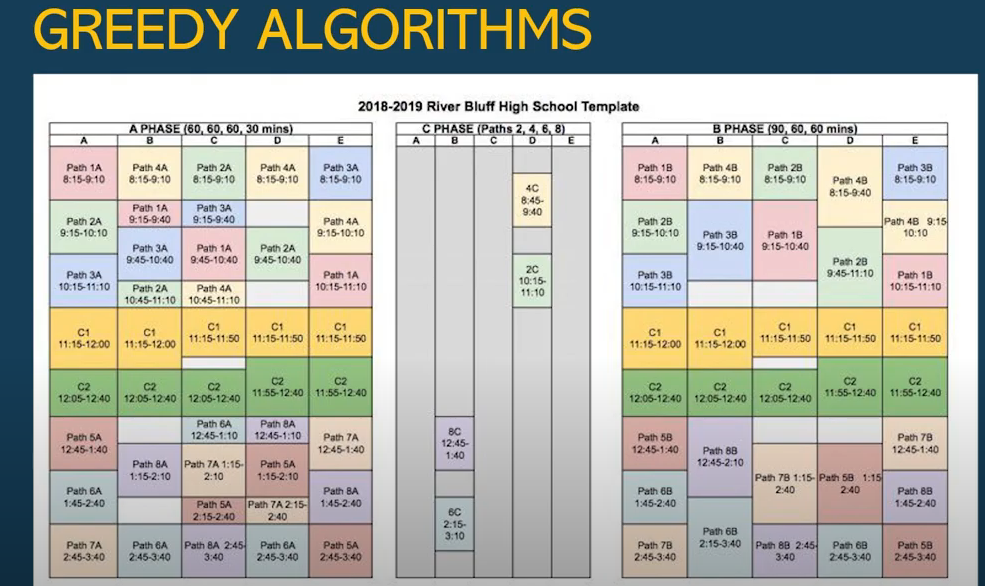 GREEDY ALGORITHMS
2018-2019 River Bluff High School Template
A PHASE (60, 60, 60, 30 mins)
A B C D E
Path 1A
8:15-9:10
Path 4A
8:15-9:10
Path 2A
8:15-9:10
Path 4A
8:15-9:10
Path 3A
8:15-9:10
Path 2A
9:15-10:10
Path 1A
9:15-9:40
Path 3A
9:15-9:40
Path 4A
9:15-10:10
Path 3A
9:45-10:40
Path 1A
9:45-10:40
Path 2A
9:45-10:40
Path 3A
10:15-11:10
Path 1A
10:15-11:10
Path 2A
10:45-11:10
Path 4A
10:45-11:10
C1
11:15-12:00
C1
11:15-12:00
C1
11:15-11:50
C1
11:15-11:50
C1
11:15-11:50
C2
12:05-12:40
C2
12:05-12:40
C2
12:05-12:40
C2
11:55-12:40
C2
11:55-12:40
Path 5A
12:45-1:40
Path 6A
12:45-1:10
Path 8A
12:45-1:10
Path 7A
12:45-1:40
Path 8A
1:15-2:10
Path 7A 1:15-
2:10
Path 5A
1:15-2:10
Path 6A
1:45-2:40
Path 8A
1:45-2:40
Path 5A
2:15-2:40
Path 7A 2:15-
2:40
Path 7A
2:45-3:40
Path 6A
2:45-3:40
Path 8A 2:45-
3:40
Path 6A
2:45-3:40
Path 5A
2:45-3:40
C PHASE (Paths 2, 4, 6, 8)
A B C D E
4C
8:45-
9:40
2C
10:15-
11:10
8C
12:45-
1:40
6C
2:15-
3:10
B PHASE (90, 60, 60 mins)
A B C D E
Path 1B
8:15-9:10
Path 4B
8:15-9:10
Path 2B
8:15-9:10
Path 4B
8:15-9:40
Path 3B
8:15-9:10
Path 2B
9:15-10:10
Path 3B
9:15-10:40
Path 1B
9:15-10:40
Path 4B 9:15-
10:10
Path 2B
9:45-11:10
Path 3B
10:15-11:10
Path 1B
10:15-11:10
C1
11:15-12:00
C1
11:15-12:00
C1
11:15-11:50
C1
11:15-11:50
C1
11:15-11:50
C2
12:05-12:40
C2
12:05-12:40
C2
12:05-12:40
C2
11:55-12:40
C2
11:55-12:40
Path 5B
12:45-1:40
Path 8B
12:45-2:10
Path 7B
12:45-1:40
Path 7B 1:15-
2:40
Path 5B 1:15
2:40
Path 6B
1:45-2:40
Path 8B
1:45-2:40
Path 6B
2:15-3:40
Path 7B
2:45-3:40
Path 8B 2:45-
3:40
Path 6B
2:45-3:40
Path 5B
2:45-3:40